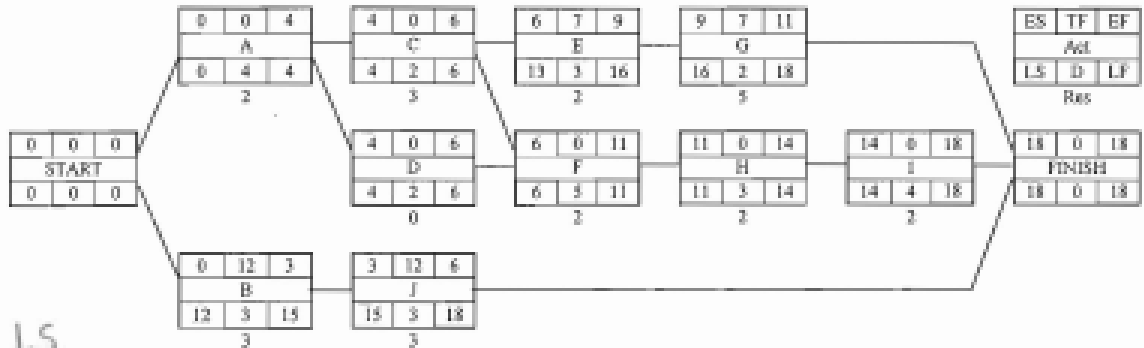 0 0 4
A
0 4 4
2
4 0 6
C
4 2 6
3
6 7 9
E
13 3 16
2
9 7 11
G
16 2 18
5
ES TF EF
Act
LS D LF
Res
0 0 0
START
0 0 0
4 0 6
D
4 2 6
0
6 0 11
F
6 5 11
2
11 0 14
H
11 3 14
2
14 0 18
I
14 4 18
2
18 0 18
FINISH
18 0 18
0 12 3
B
12 3 15
3
3 12 6
J
15 3 18
3
1.5